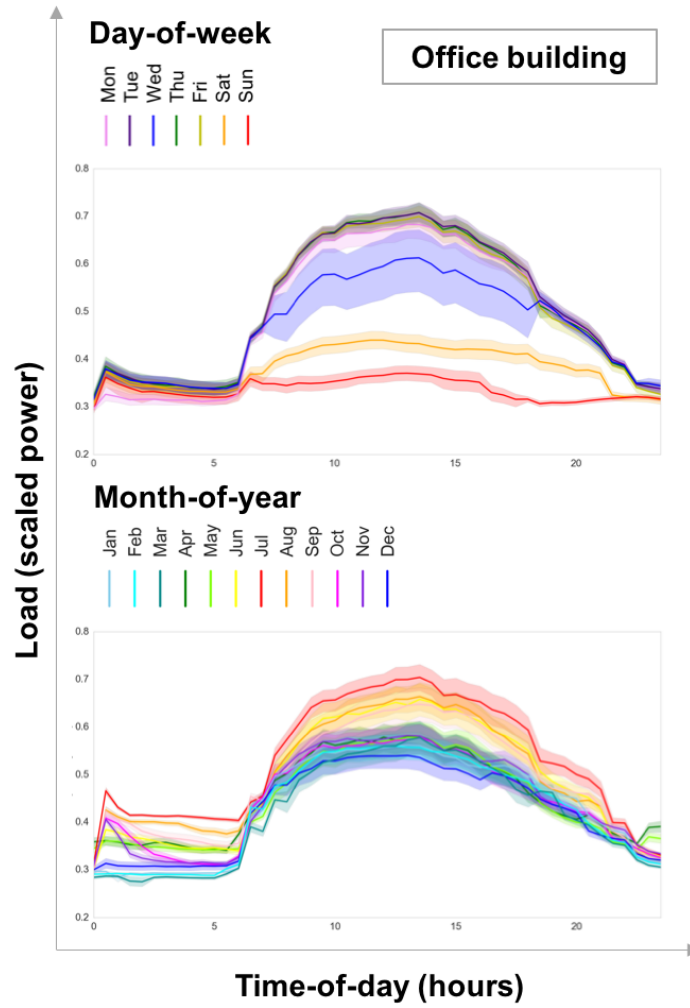 Day-of-week
Office building
Mon
Tue
Wed
Thu
Fri
Sat
Sun
0.8
0.7
0.6
0.5
0.4
0.3
0.2
0 5 10 15 20
Month-of-year
Jan
Feb
Mar
Apr
May
Jun
Jul
Aug
Sep
Oct
Nov
Dec
0.8
0.7
0.6
0.5
0.4
0.3
0.2
0 5 10 15 20
Load (scaled power)
Time-of-day (hours)